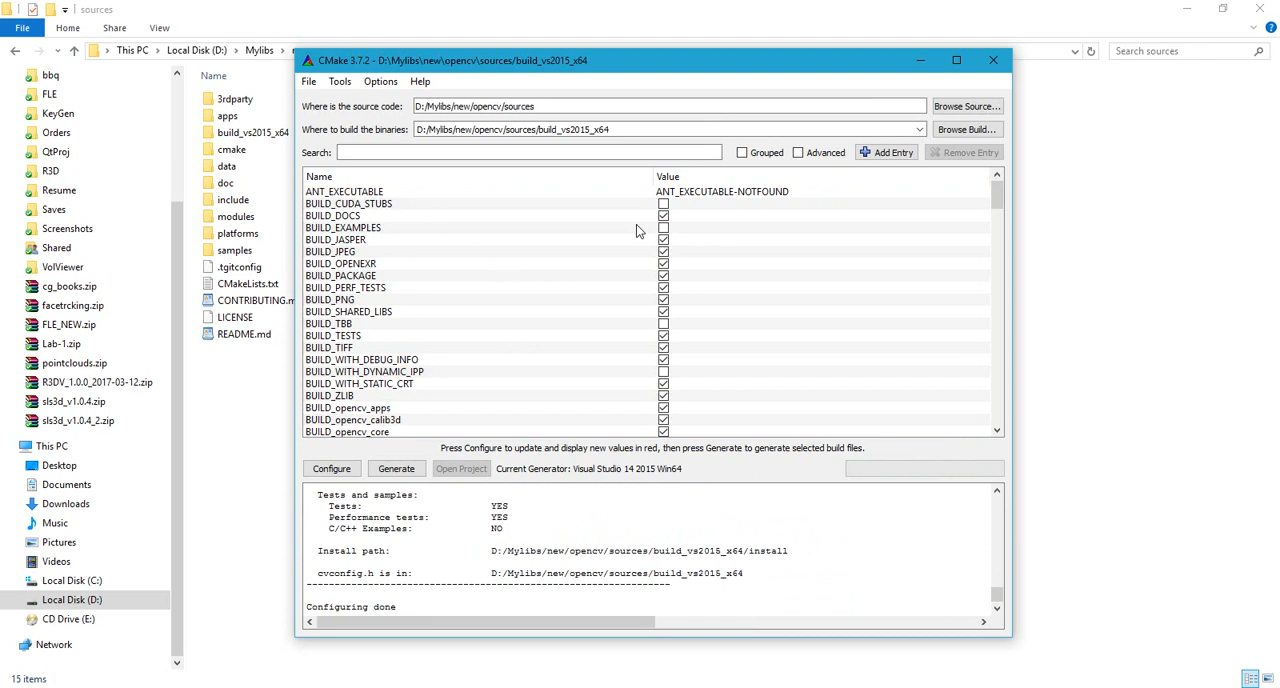 sources
File Home Share View
This PC Local Disk (D:) Mylibs
Search sources
bbq
FLE
KeyGen
Orders
QtProj
R3D
Resume
Saves
Screenshots
Shared
VolViewer
cg_books.zip
facetrcking.zip
FLE_NEW.zip
Lab-1.zip
pointclouds.zip
R3DV_1.0.0_2017-03-12.zip
sls3d_v1.0.4.zip
sls3d_v1.0.4_2.zip
This PC
Desktop
Documents
Downloads
Music
Pictures
Videos
Local Disk (C:)
Local Disk (D:)
CD Drive (E:)
Network
15 items
Name
3rdparty
apps
build_vs2015_x64
cmake
data
doc
include
modules
platforms
samples
.tgitconfig
CMakeLists.txt
CONTRIBUTING.m
LICENSE
README.md
CMake 3.7.2 - D:\Mylibs\new\opencv\sources/build_vs2015_x64
File Tools Options Help
Where is the source code: D:/Mylibs/new/opencv/sources Browse Source...
Where to build the binaries: D:/Mylibs/new/opencv/sources/build_vs2015_x64 Browse Build...
Search: Grouped Advanced Add Entry Remove Entry
Name Value
ANT_EXECUTABLE ANT_EXECUTABLE-NOTFOUND
BUILD_CUDA_STUBS
BUILD_DOCS
BUILD_EXAMPLES
BUILD_JASPER
BUILD_JPEG
BUILD_OPENEXR
BUILD_PACKAGE
BUILD_PERF_TESTS
BUILD_PNG
BUILD_SHARED_LIBS
BUILD_TBB
BUILD_TESTS
BUILD_TIFF
BUILD_WITH_DEBUG_INFO
BUILD_WITH_DYNAMIC_IPP
BUILD_WITH_STATIC_CRT
BUILD_ZLIB
BUILD_opencv_apps
BUILD_opencv_calib3d
BUILD_opencv_core
Press Configure to update and display new values in red, then press Generate to generate selected build files.
Configure Generate Open Project Current Generator: Visual Studio 14 2015 Win64
Tests and samples:
Tests: YES
Performance tests: YES
C/C++ Examples: NO
Install path: D:/Mylibs/new/opencv/sources/build_vs2015_x64/install
cvconfig.h is in: D:/Mylibs/new/opencv/sources/build_vs2015_x64
-----------------------------------------------------------------
Configuring done